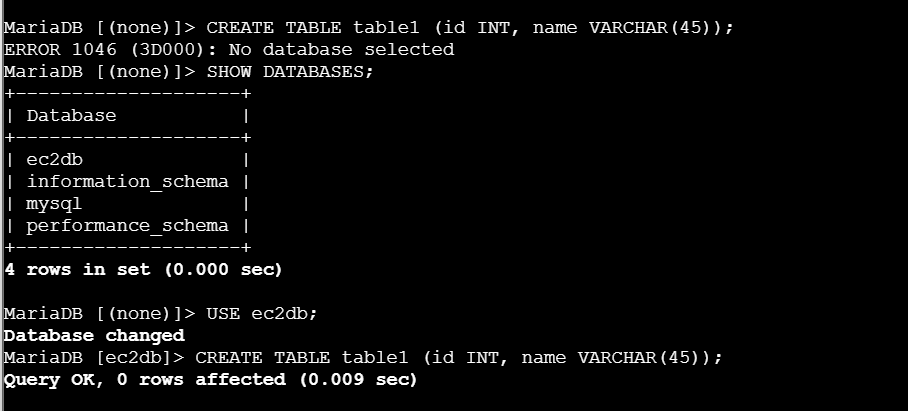 MariaDB [(none)]> CREATE TABLE table1 (id INT, name VARCHAR(45));
ERROR 1046 (3D000): No database selected
MariaDB [(none)]> SHOW DATABASES;
+--------------------+
| Database           |
+--------------------+
| ec2db              |
| information_schema |
| mysql              |
| performance_schema |
+--------------------+
4 rows in set (0.000 sec)
MariaDB [(none)]> USE ec2db;
Database changed
MariaDB [ec2db]> CREATE TABLE table1 (id INT, name VARCHAR(45));
Query OK, 0 rows affected (0.009 sec)